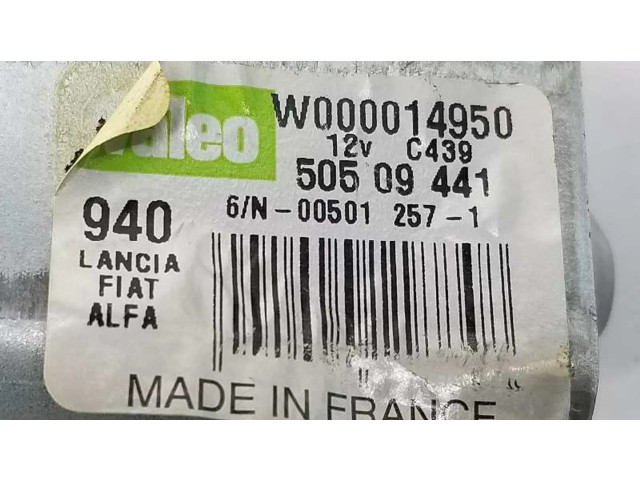 Valeo
W000014950
12v C439
505 09 441
940
6/N-00501 257-1
LANCIA
FIAT
ALFA
MADE IN FRANCE